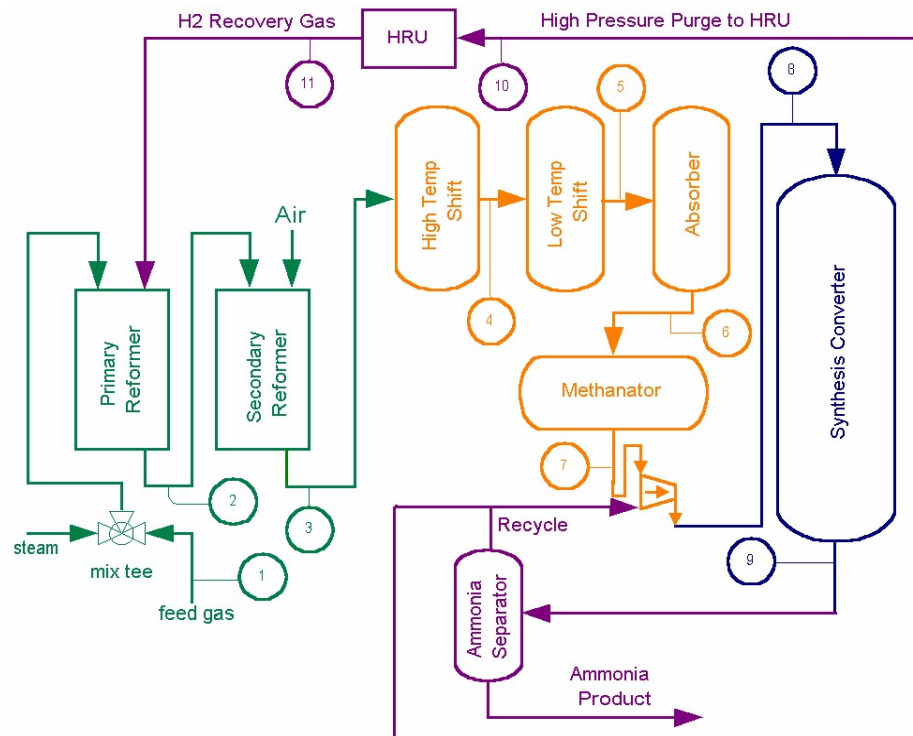 H2 Recovery Gas
HRU
High Pressure Purge to HRU
11
10
8
5
High Temp
Shift
Low Temp
Shift
Absorber
Air
4
6
Primary
Reformer
Secondary
Reformer
Methanator
Synthesis Converter
7
2
3
Recycle
steam
mix tee
1
feed gas
9
Ammonia
Separator
Ammonia
Product